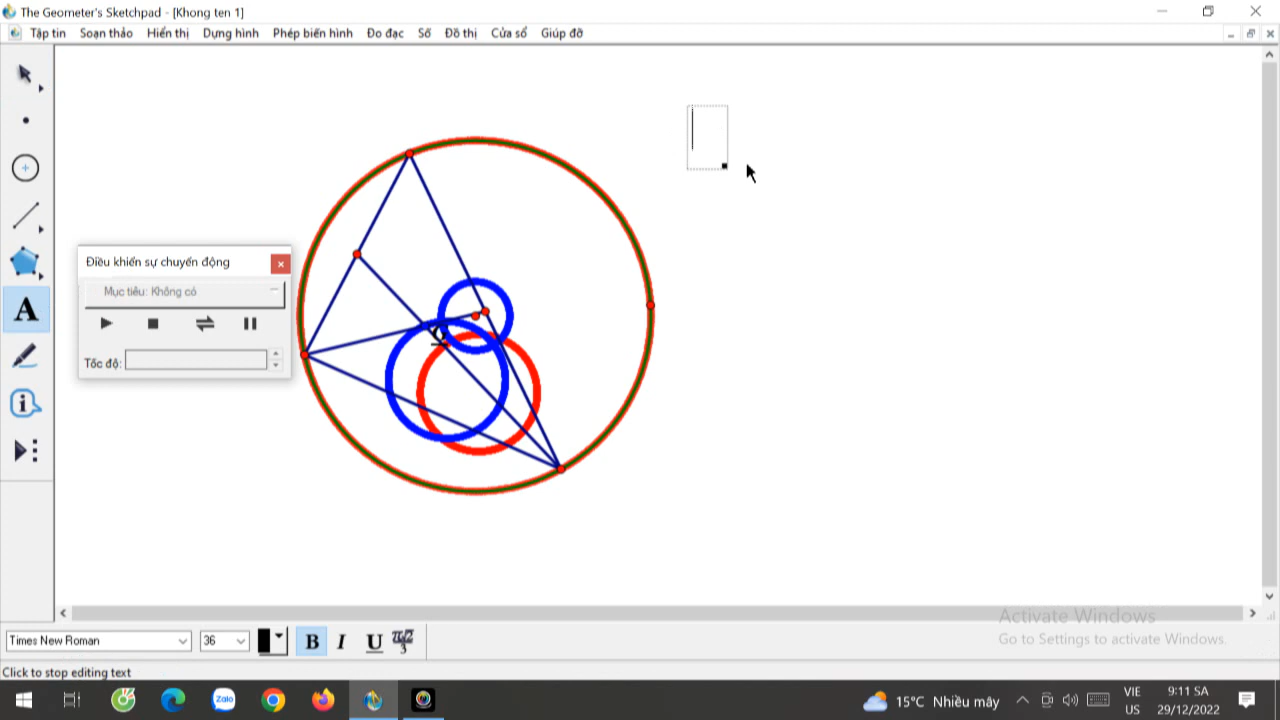 The Geometer's Sketchpad - [Khong ten 1]
Tập tin Soạn thảo Hiển thị Dựng hình Phép biến hình Đo đạc Số Đồ thị Cửa sổ Giúp đỡ
A
Điều khiển sự chuyển động
Mục tiêu: Không có
Tốc độ:
Activate Windows
Go to Settings to activate Windows.
Times New Roman 36 B I U
Click to stop editing text
Zalo 15°C Nhiều mây VIE US 9:11 SA 29/12/2022